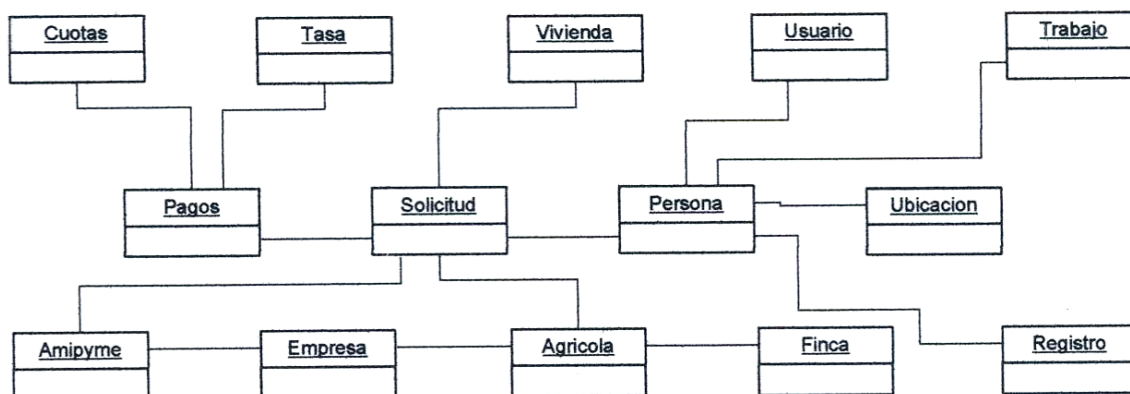 Cuotas
Tasa
Vivienda
Usuario
Trabajo
Pagos
Solicitud
Persona
Ubicacion
Amipyme
Empresa
Agricola
Finca
Registro